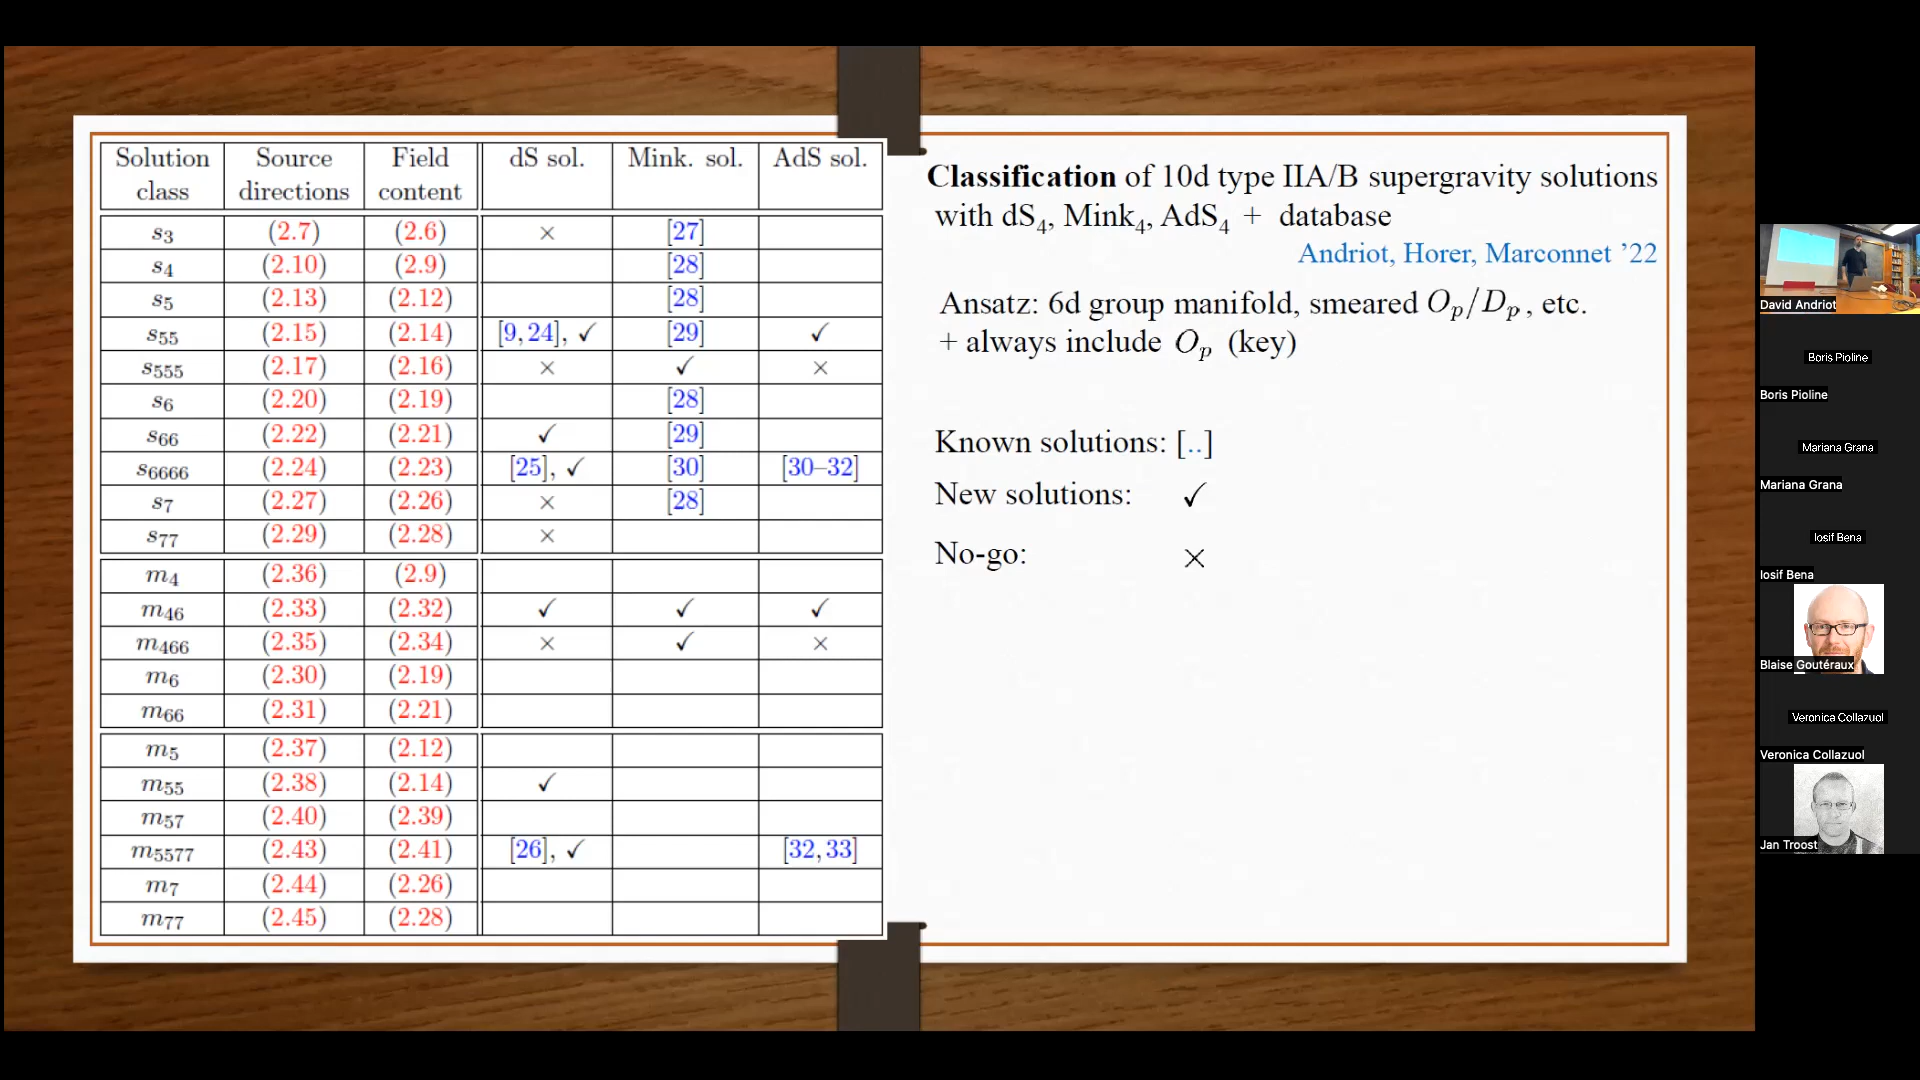 Solution class | Source directions | Field content | dS sol. | Mink. sol. | AdS sol.
s3 | (2.7) | (2.6) | × | [27] |
s4 | (2.10) | (2.9) | | [28] |
s5 | (2.13) | (2.12) | | [28] |
s55 | (2.15) | (2.14) | [9,24], ✓ | [29] | ✓
s555 | (2.17) | (2.16) | × | ✓ | ×
s6 | (2.20) | (2.19) | | [28] |
s66 | (2.22) | (2.21) | ✓ | [29] |
s6666 | (2.24) | (2.23) | [25], ✓ | [30] | [30–32]
s7 | (2.27) | (2.26) | × | [28] |
s77 | (2.29) | (2.28) | × | |
m4 | (2.36) | (2.9) | | |
m46 | (2.33) | (2.32) | ✓ | ✓ | ✓
m466 | (2.35) | (2.34) | × | ✓ | ×
m6 | (2.30) | (2.19) | | |
m66 | (2.31) | (2.21) | | |
m5 | (2.37) | (2.12) | | |
m55 | (2.38) | (2.14) | ✓ | |
m57 | (2.40) | (2.39) | | |
m5577 | (2.43) | (2.41) | [26], ✓ | | [32,33]
m7 | (2.44) | (2.26) | | |
m77 | (2.45) | (2.28) | | |
Classification of 10d type IIA/B supergravity solutions
with dS4, Mink4, AdS4 + database
Andriot, Horer, Marconnet ’22
Ansatz: 6d group manifold, smeared Op/Dp, etc.
+ always include Op (key)
Known solutions: [..]
New solutions: ✓
No-go: ×
David Andriot
Boris Pioline
Boris Pioline
Mariana Grana
Mariana Grana
Iosif Bena
Iosif Bena
Blaise Goutéraux
Veronica Collazuol
Veronica Collazuol
Jan Troost